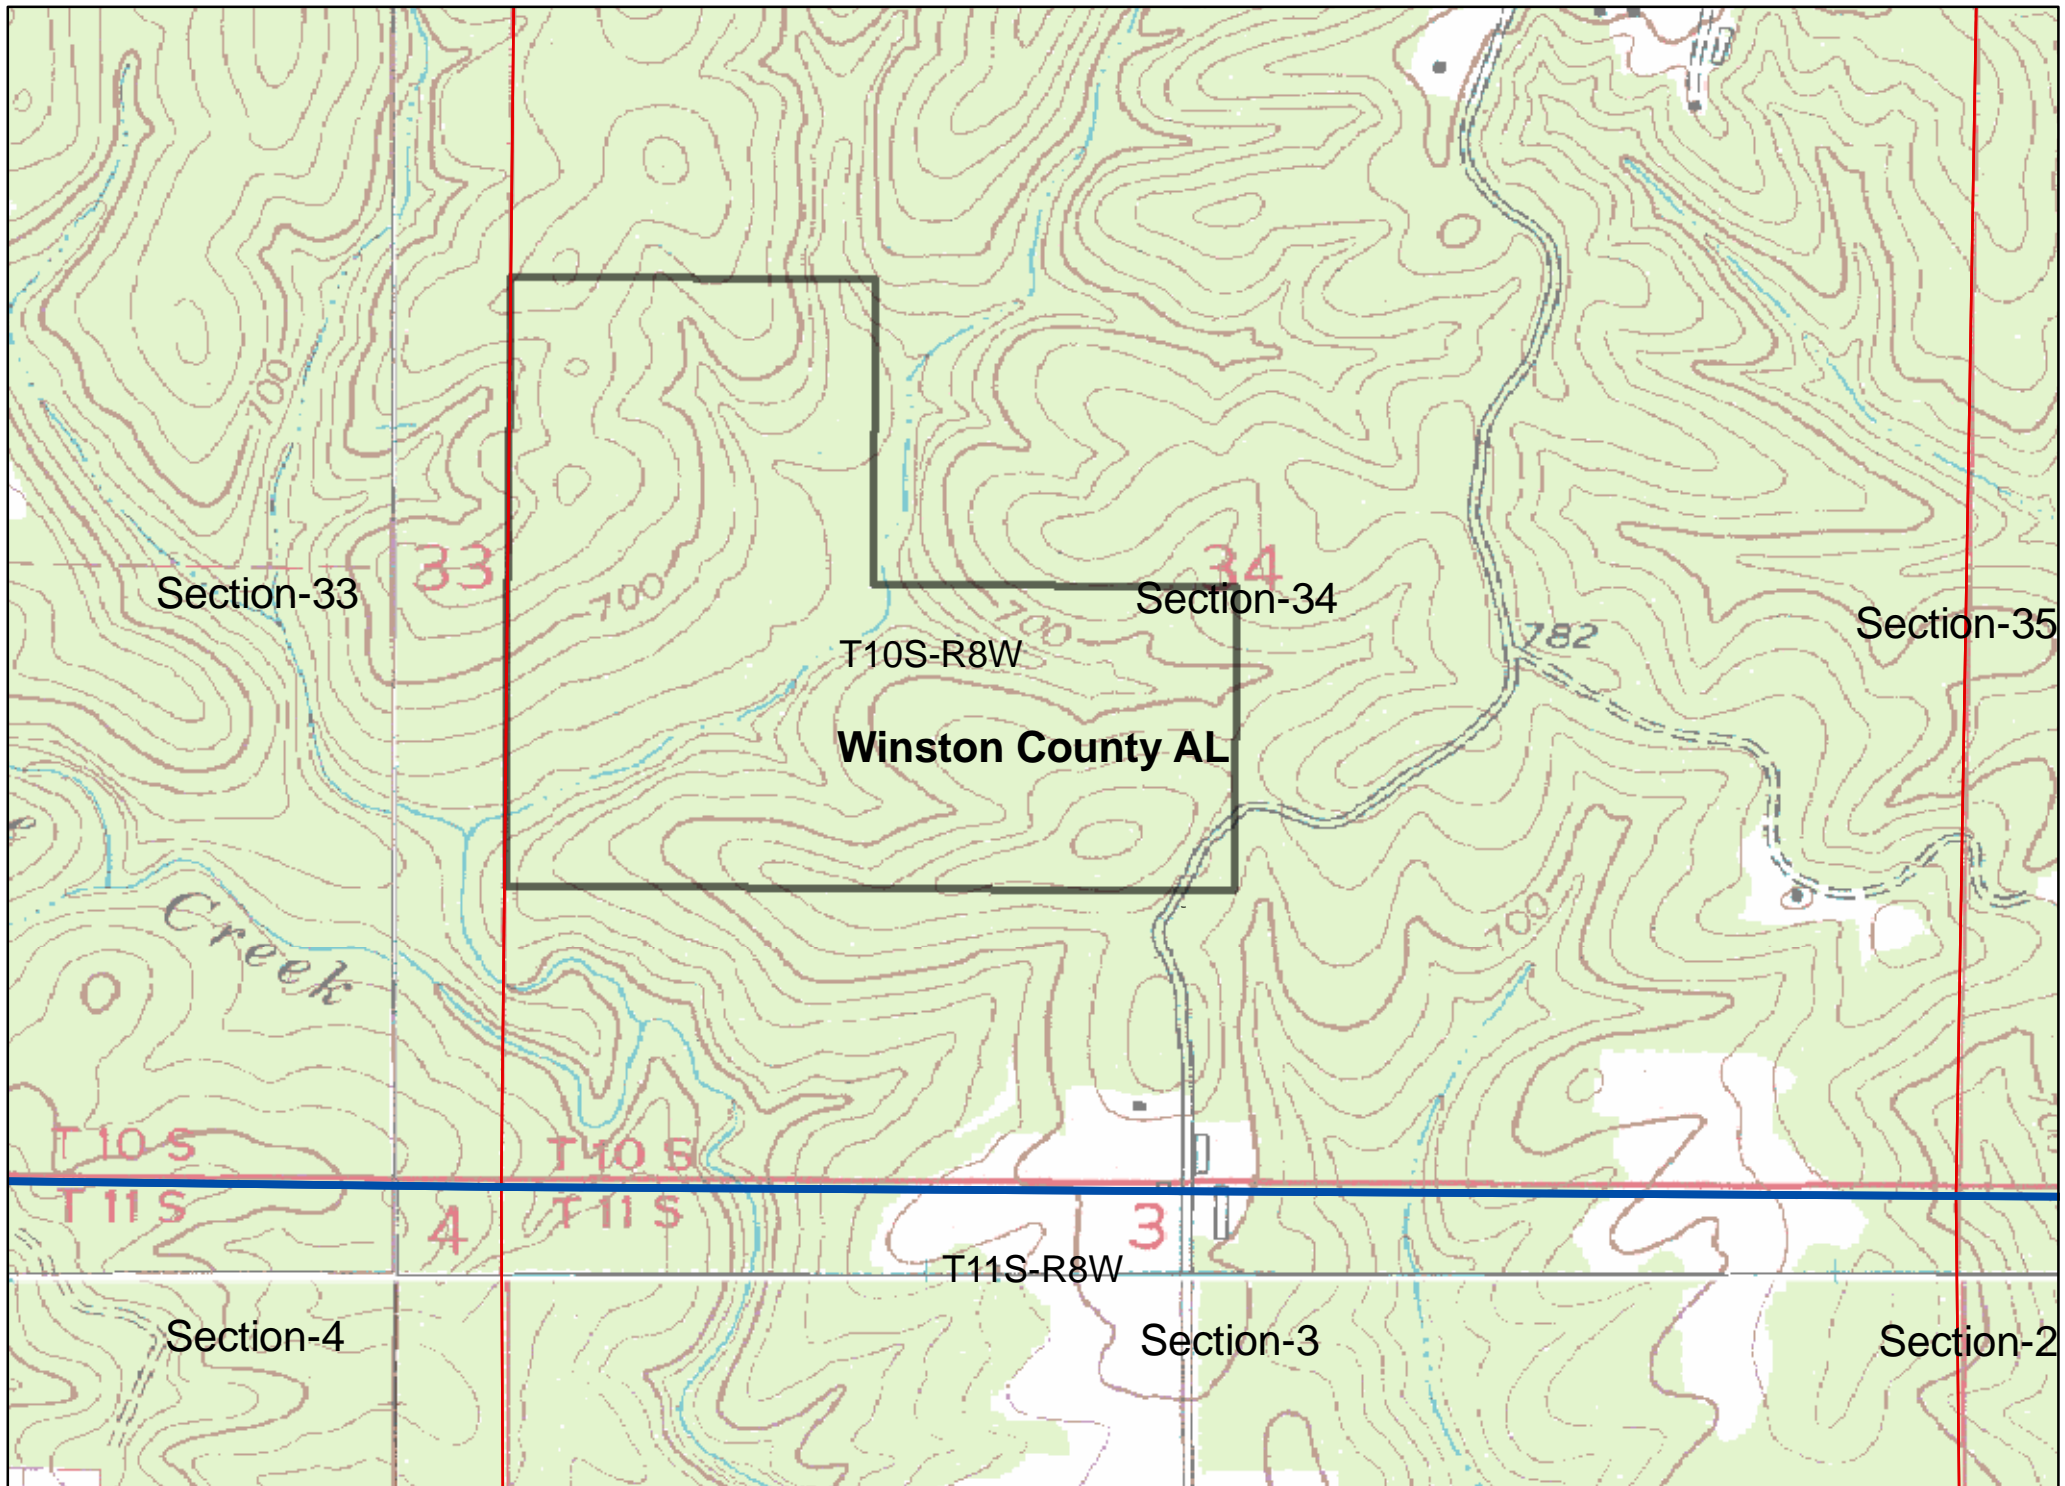 700
33
34
Section-33
Section-34
700
700
Section-35
782
T10S-R8W
Winston County AL
e
Creek
700
T 10 S
T 10 S
T 11 S
T 11 S
4
3
T11S-R8W
Section-4
Section-3
Section-2